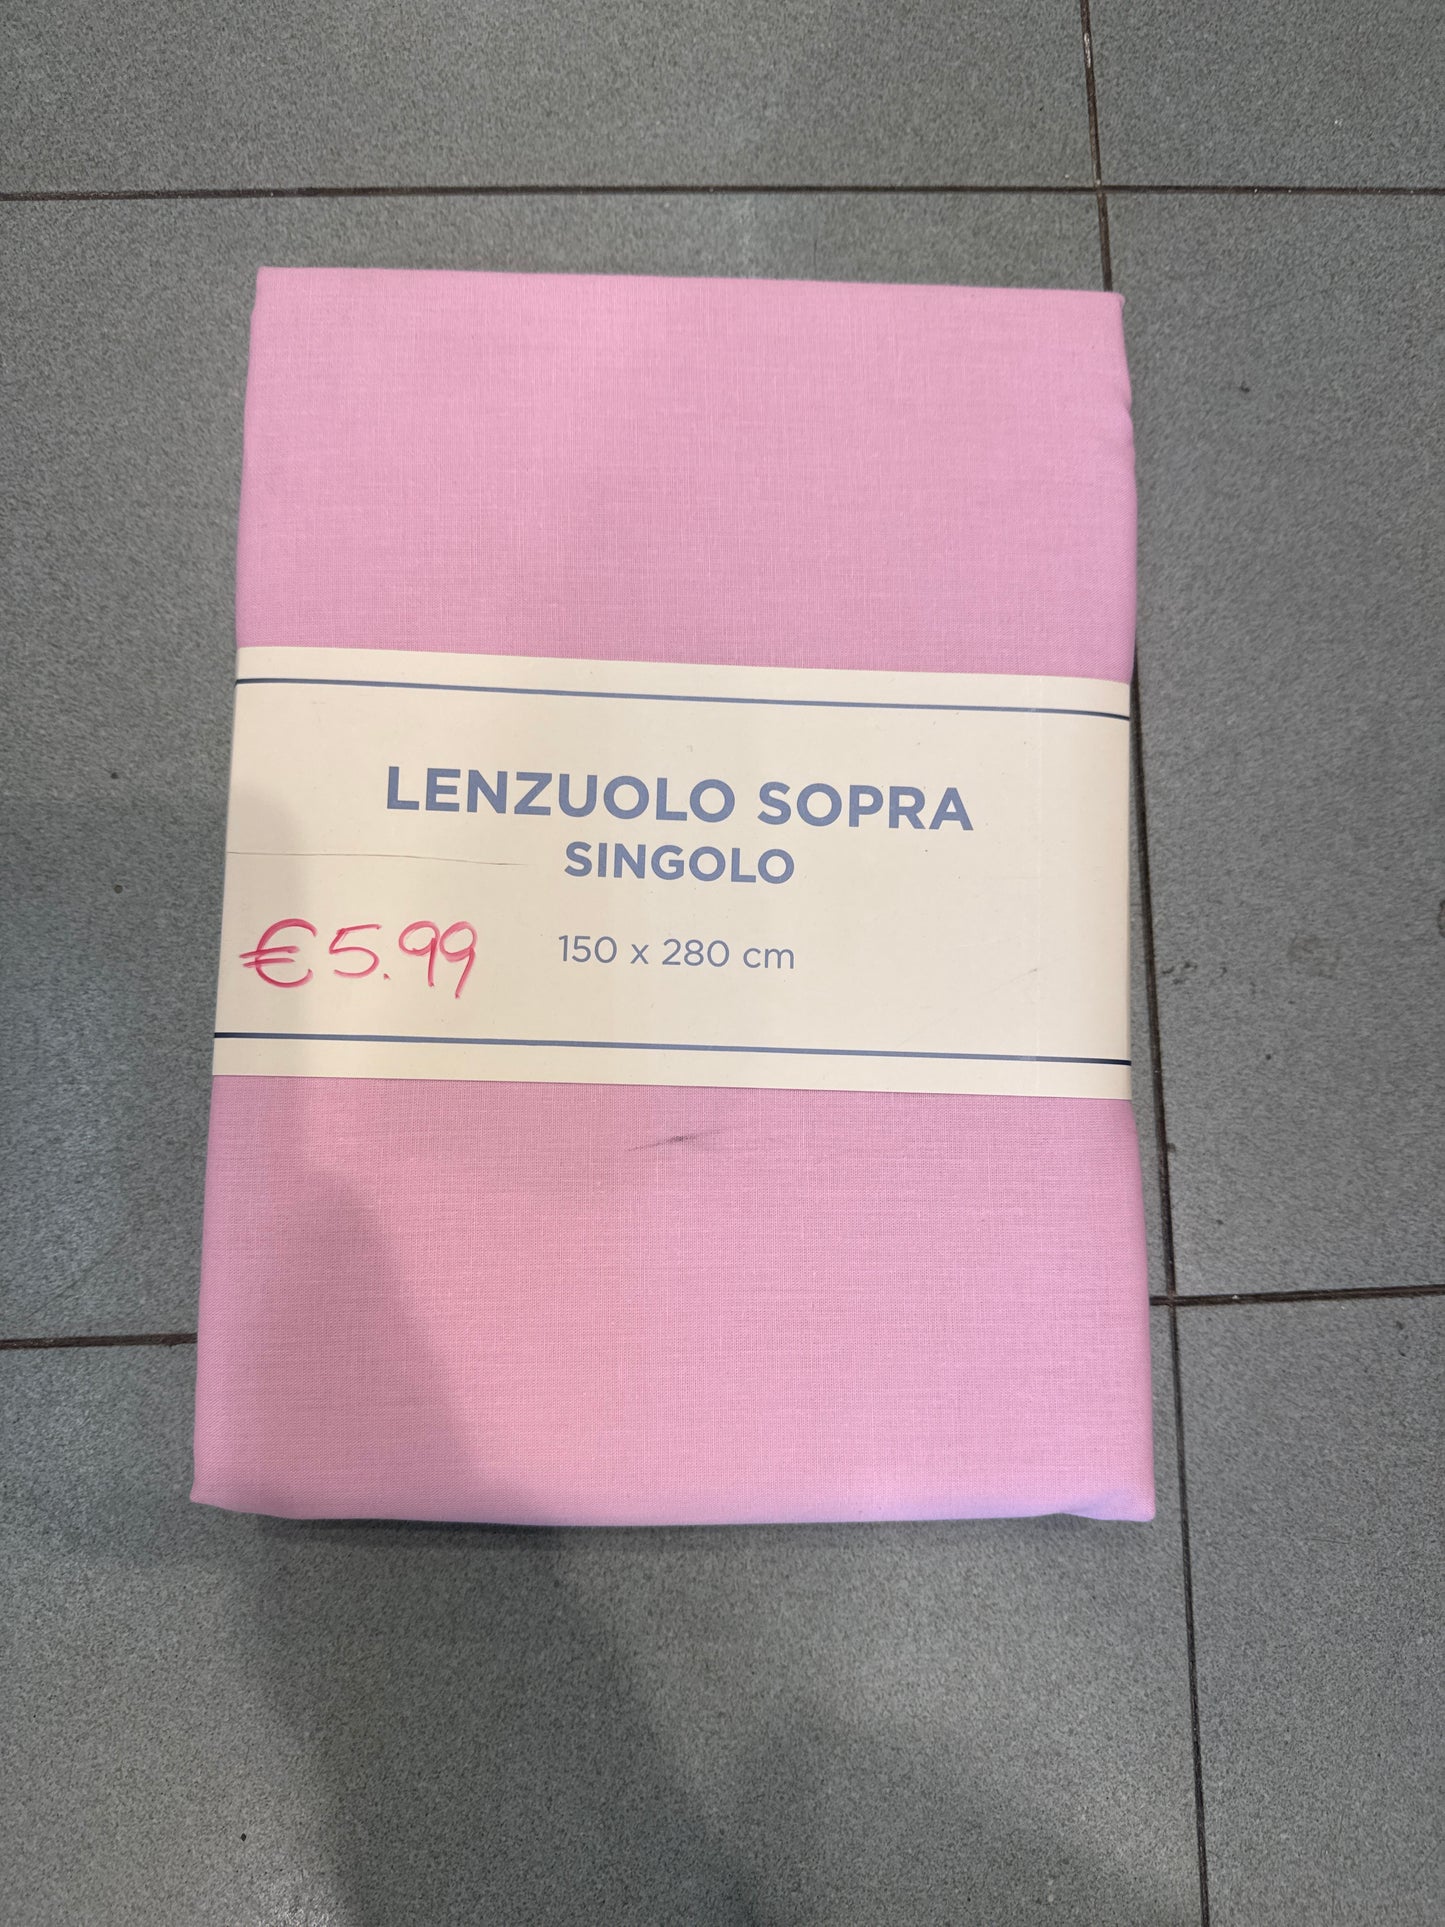 LENZUOLO SOPRA
SINGOLO
€5.99 150 x 280 cm